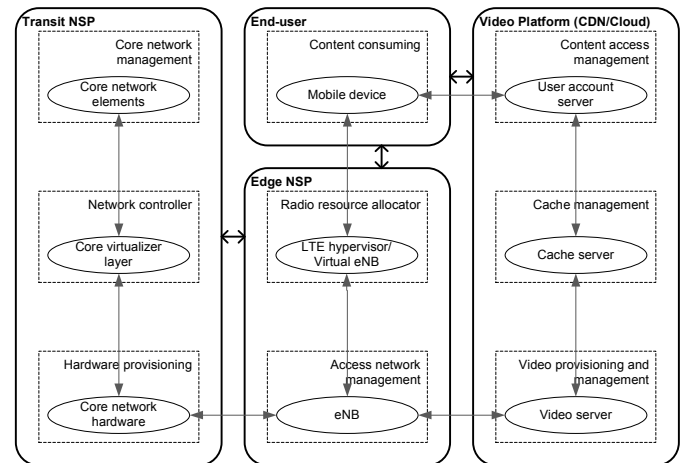 Transit NSP
Core network
management
Core network
elements
Network controller
Core virtualizer
layer
Hardware provisioning
Core network
hardware
End-user
Content consuming
Mobile device
Edge NSP
Radio resource allocator
LTE hypervisor/
Virtual eNB
Access network
management
eNB
Video Platform (CDN/Cloud)
Content access
management
User account
server
Cache management
Cache server
Video provisioning and
management
Video server